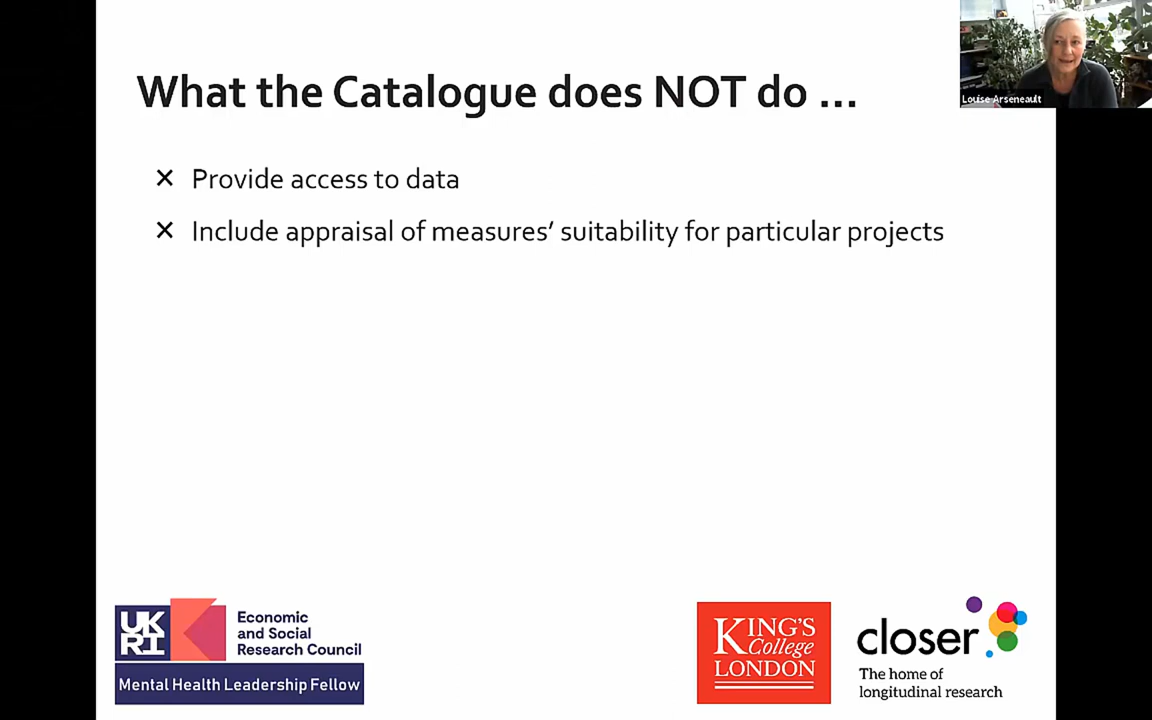 What the Catalogue does NOT do ...
Louise Arseneault
✕ Provide access to data
✕ Include appraisal of measures’ suitability for particular projects
UK
RI
Economic
and Social
Research Council
Mental Health Leadership Fellow
KING'S
College
LONDON
closer
The home of
longitudinal research